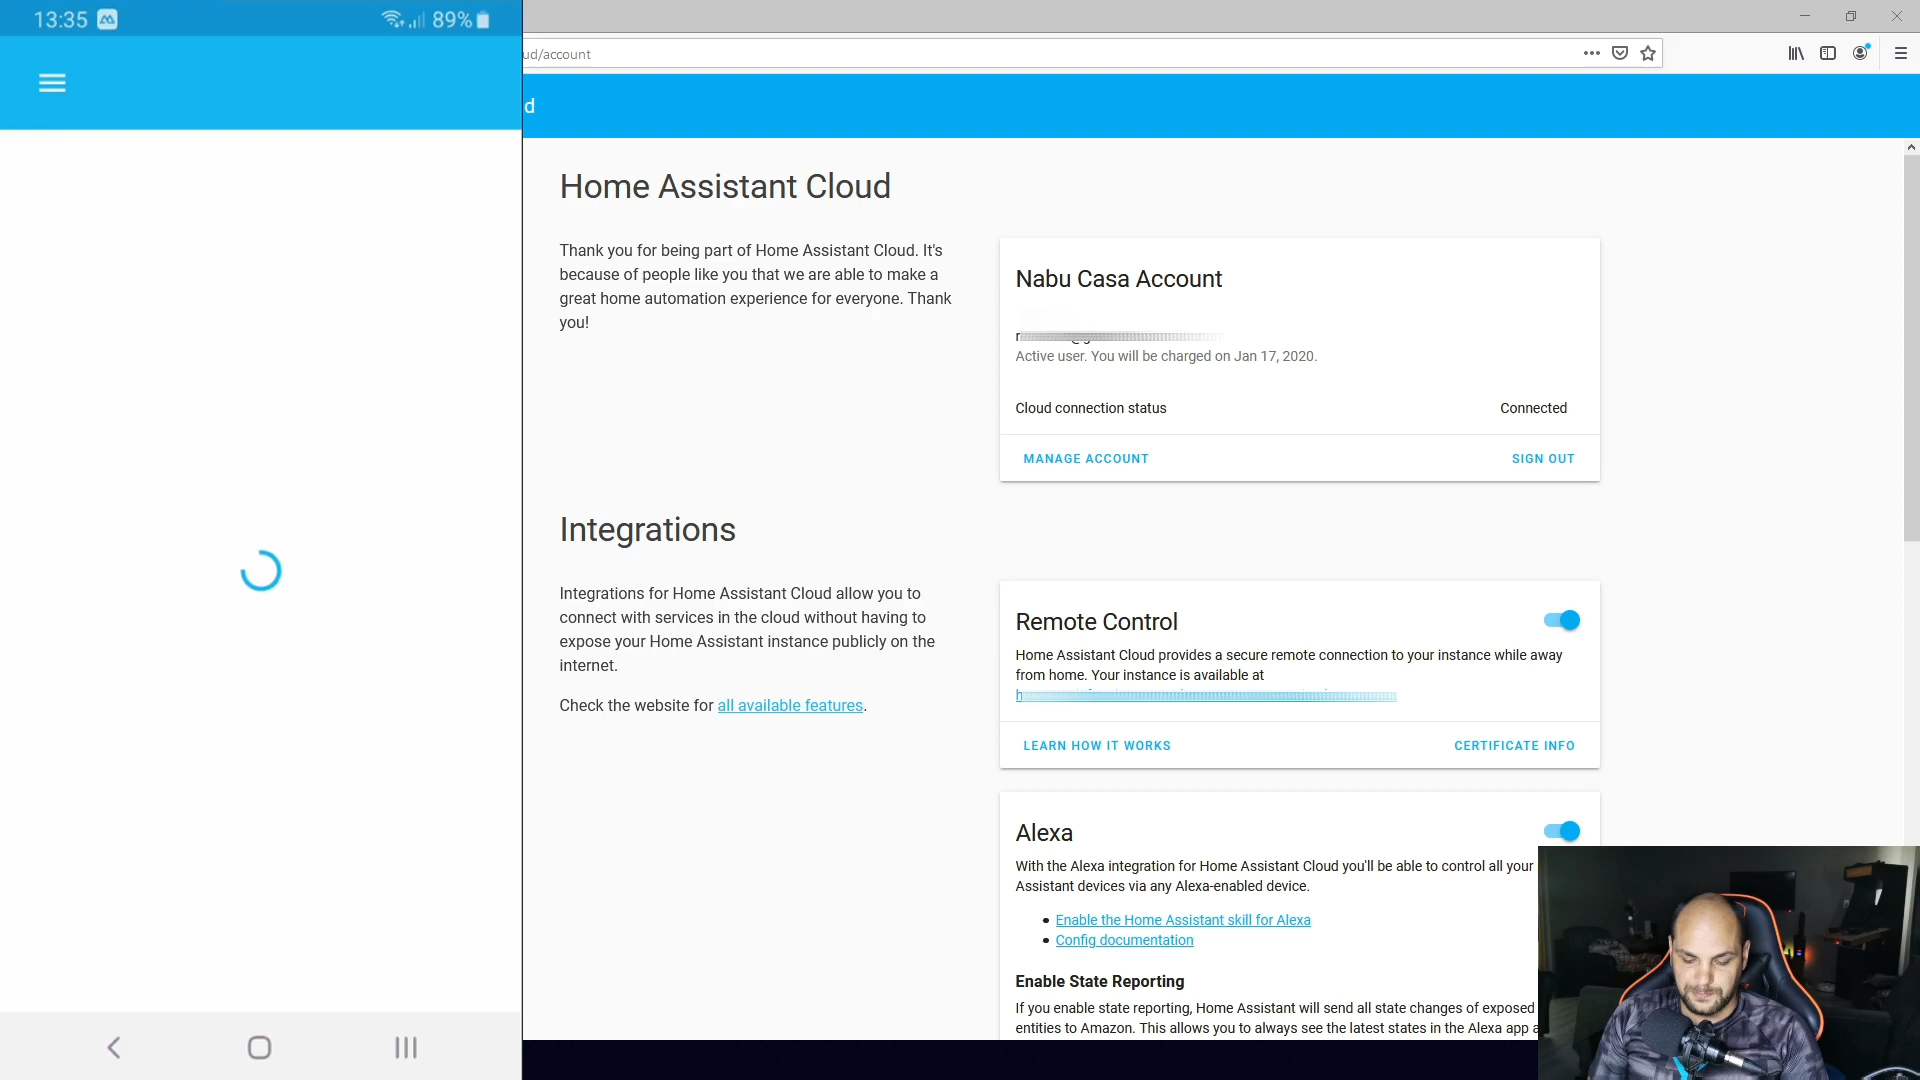 13:35
89%
ud/account
d
Home Assistant Cloud
Thank you for being part of Home Assistant Cloud. It's
because of people like you that we are able to make a
great home automation experience for everyone. Thank
you!
Nabu Casa Account
Active user. You will be charged on Jan 17, 2020.
Cloud connection status
Connected
MANAGE ACCOUNT
SIGN OUT
Integrations
Integrations for Home Assistant Cloud allow you to
connect with services in the cloud without having to
expose your Home Assistant instance publicly on the
internet.
Check the website for all available features.
Remote Control
Home Assistant Cloud provides a secure remote connection to your instance while away
from home. Your instance is available at
LEARN HOW IT WORKS
CERTIFICATE INFO
Alexa
With the Alexa integration for Home Assistant Cloud you'll be able to control all your
Assistant devices via any Alexa-enabled device.
Enable the Home Assistant skill for Alexa
Config documentation
Enable State Reporting
If you enable state reporting, Home Assistant will send all state changes of exposed
entities to Amazon. This allows you to always see the latest states in the Alexa app a